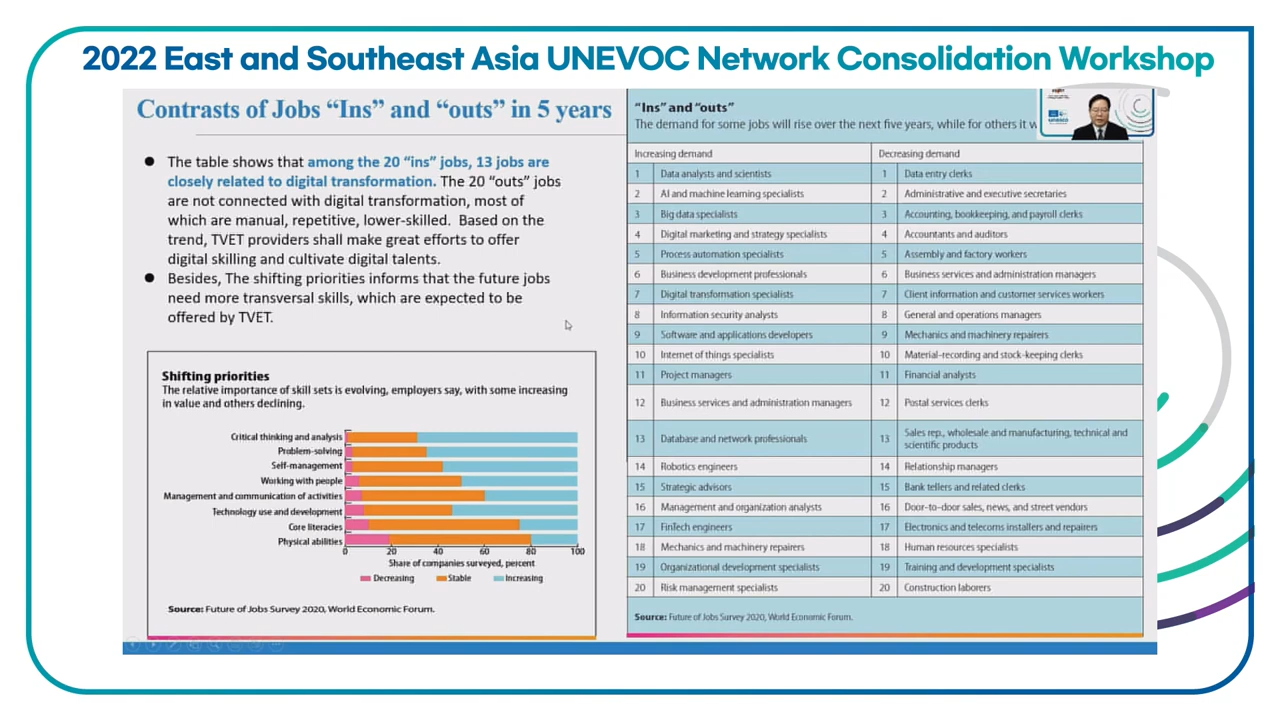 2022 East and Southeast Asia UNEVOC Network Consolidation Workshop
Contrasts of Jobs “Ins” and “outs” in 5 years
● The table shows that among the 20 “ins” jobs, 13 jobs are
closely related to digital transformation. The 20 “outs” jobs
are not connected with digital transformation, most of
which are manual, repetitive, lower-skilled. Based on the
trend, TVET providers shall make great efforts to offer
digital skilling and cultivate digital talents.
● Besides, The shifting priorities informs that the future jobs
need more transversal skills, which are expected to be
offered by TVET.
Shifting priorities
The relative importance of skill sets is evolving, employers say, with some increasing
in value and others declining.
Critical thinking and analysis
Problem-solving
Self-management
Working with people
Management and communication of activities
Technology use and development
Core literacies
Physical abilities
0 20 40 60 80 100
Share of companies surveyed, percent
Decreasing Stable Increasing
Source: Future of Jobs Survey 2020, World Economic Forum.
“Ins” and “outs”
The demand for some jobs will rise over the next five years, while for others it w
Increasing demand Decreasing demand
1 Data analysts and scientists 1 Data entry clerks
2 AI and machine learning specialists 2 Administrative and executive secretaries
3 Big data specialists 3 Accounting, bookkeeping, and payroll clerks
4 Digital marketing and strategy specialists 4 Accountants and auditors
5 Process automation specialists 5 Assembly and factory workers
6 Business development professionals 6 Business services and administration managers
7 Digital transformation specialists 7 Client information and customer services workers
8 Information security analysts 8 General and operations managers
9 Software and applications developers 9 Mechanics and machinery repairers
10 Internet of things specialists 10 Material-recording and stock-keeping clerks
11 Project managers 11 Financial analysts
12 Business services and administration managers 12 Postal services clerks
13 Database and network professionals 13 Sales rep., wholesale and manufacturing, technical and
scientific products
14 Robotics engineers 14 Relationship managers
15 Strategic advisors 15 Bank tellers and related clerks
16 Management and organization analysts 16 Door-to-door sales, news, and street vendors
17 FinTech engineers 17 Electronics and telecoms installers and repairers
18 Mechanics and machinery repairers 18 Human resources specialists
19 Organizational development specialists 19 Training and development specialists
20 Risk management specialists 20 Construction laborers
Source: Future of Jobs Survey 2020, World Economic Forum.